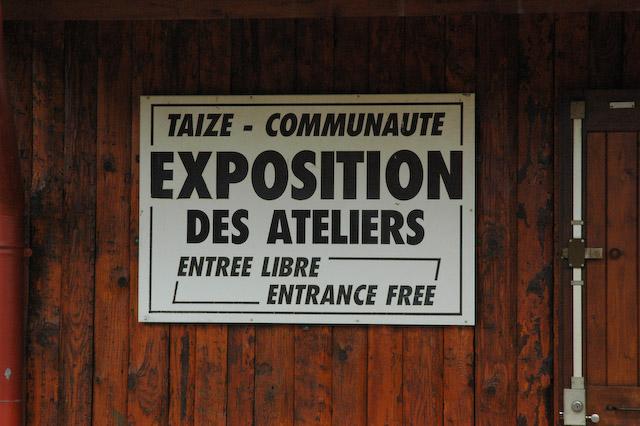 TAIZE - COMMUNAUTE
EXPOSITION
DES ATELIERS
ENTREE LIBRE
ENTRANCE FREE